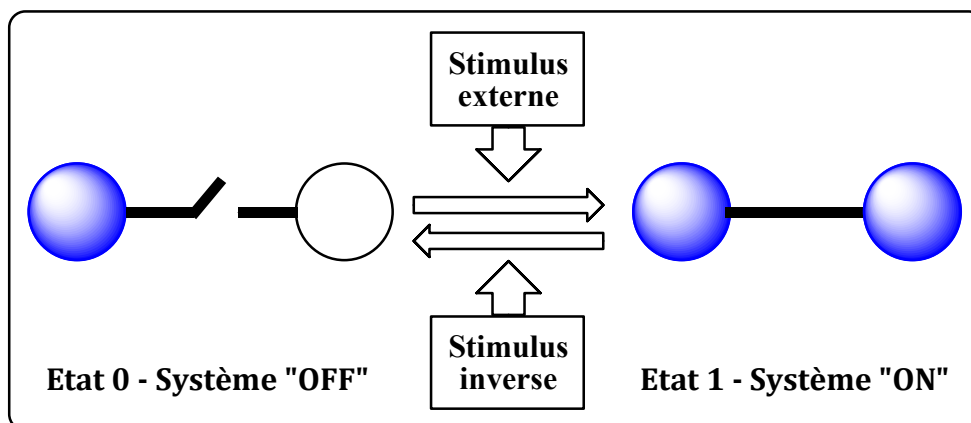 Stimulus
externe
Stimulus
inverse
Etat 0 - Système "OFF"
Etat 1 - Système "ON"